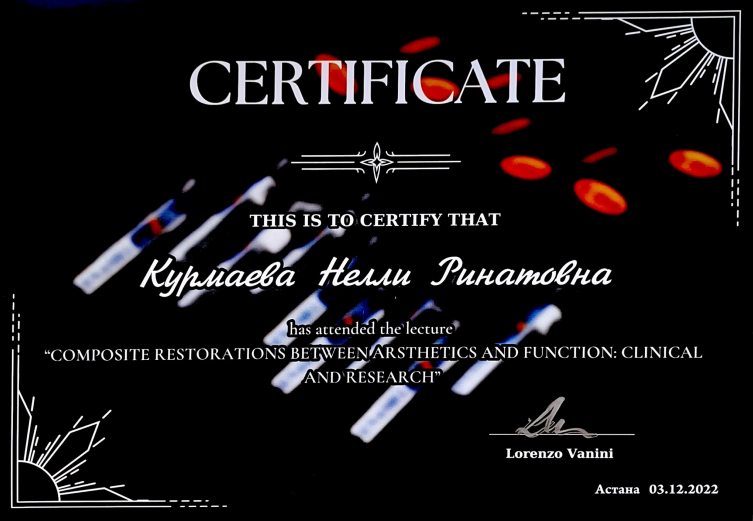 CERTIFICATE
THIS IS TO CERTIFY THAT
Курмаева Нелли Ринатовна
has attended the lecture
“COMPOSITE RESTORATIONS BETWEEN ARSTHETICS AND FUNCTION: CLINICAL
AND RESEARCH”
Lorenzo Vanini
Астана 03.12.2022